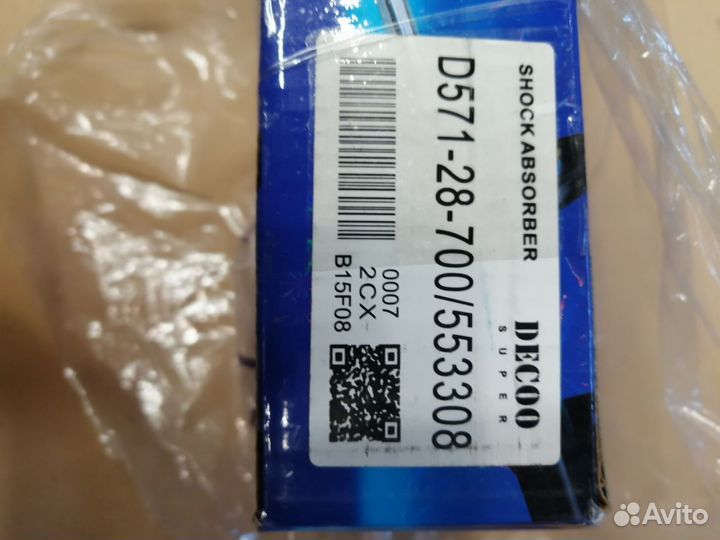 SHOCK ABSORBER
DECOO
SUPER
D571-28-700/553308
0007
2CX
B15F08
Avito